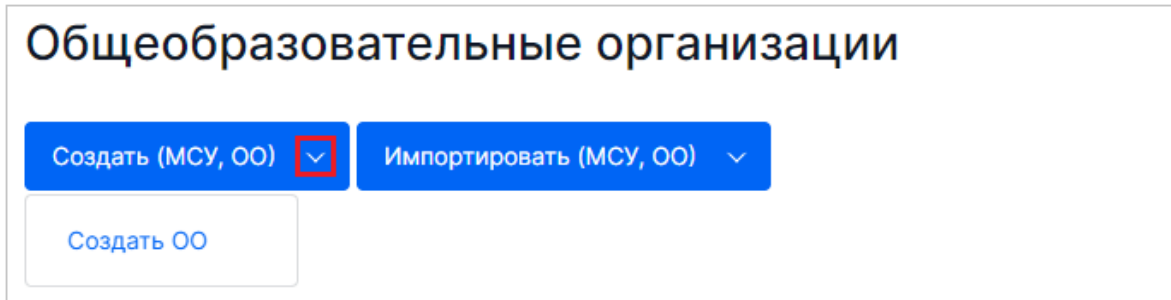 Общеобразовательные организации
Создать (МСУ, ОО) Импортировать (МСУ, ОО)
Создать ОО